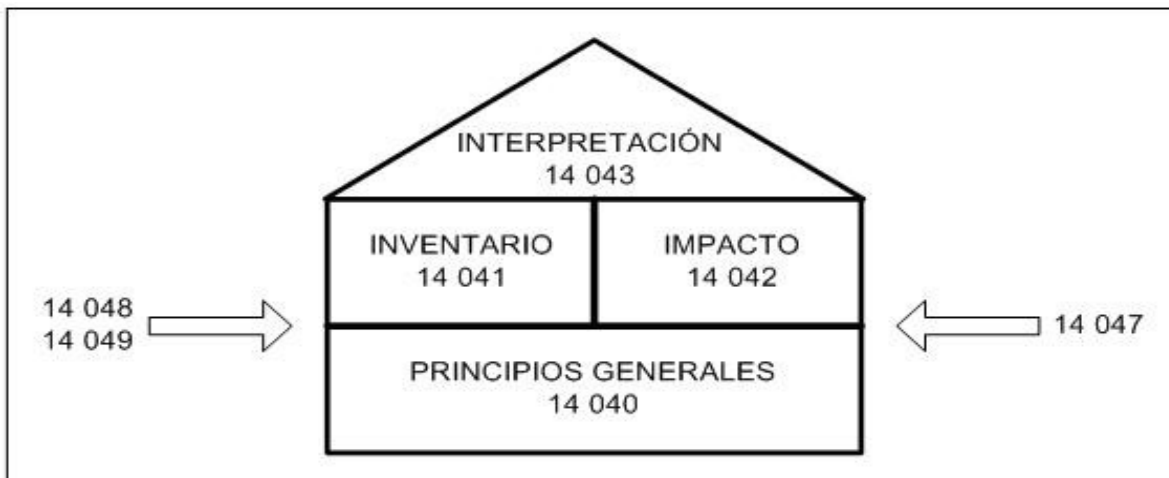 INTERPRETACIÓN
14 043
INVENTARIO
14 041
IMPACTO
14 042
14 048
14 049
14 047
PRINCIPIOS GENERALES
14 040